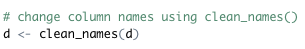 # change column names using clean_names()
d <- clean_names(d)